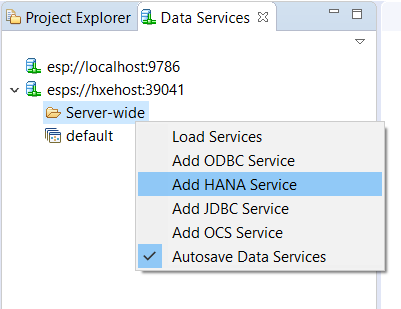 Project Explorer Data Services
esp://localhost:9786
esps://hxehost:39041
Server-wide
default
Load Services
Add ODBC Service
Add HANA Service
Add JDBC Service
Add OCS Service
Autosave Data Services